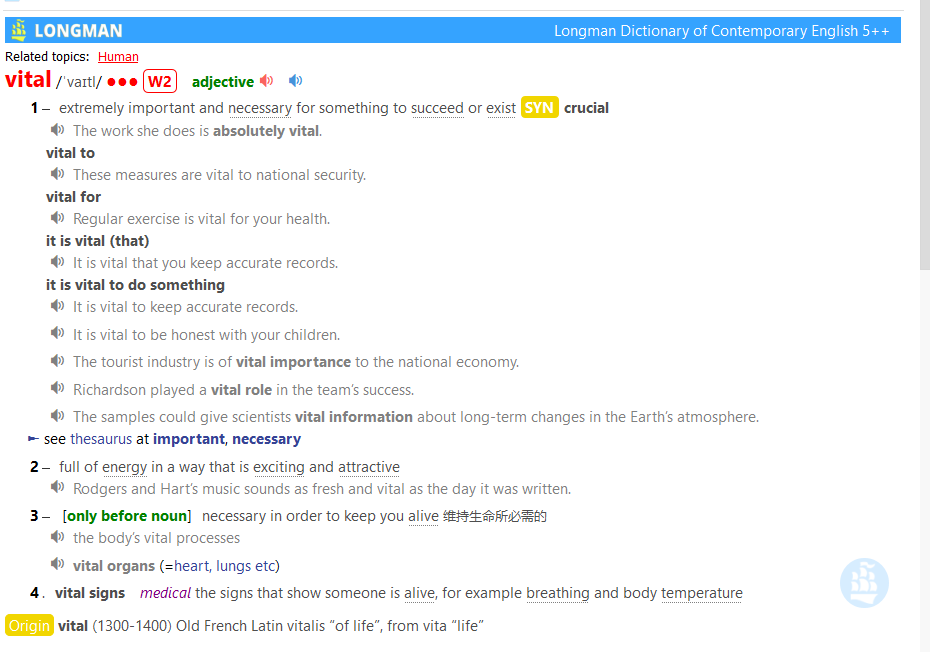 LONGMAN Longman Dictionary of Contemporary English 5++
Related topics: Human
vital /ˈvaɪtl/ ●●● W2 adjective
1 – extremely important and necessary for something to succeed or exist SYN crucial
The work she does is absolutely vital.
vital to
These measures are vital to national security.
vital for
Regular exercise is vital for your health.
it is vital (that)
It is vital that you keep accurate records.
it is vital to do something
It is vital to keep accurate records.
It is vital to be honest with your children.
The tourist industry is of vital importance to the national economy.
Richardson played a vital role in the team’s success.
The samples could give scientists vital information about long-term changes in the Earth’s atmosphere.
► see thesaurus at important, necessary
2 – full of energy in a way that is exciting and attractive
Rodgers and Hart’s music sounds as fresh and vital as the day it was written.
3 – [only before noun] necessary in order to keep you alive 维持生命所必需的
the body’s vital processes
vital organs (=heart, lungs etc)
4 . vital signs medical the signs that show someone is alive, for example breathing and body temperature
Origin vital (1300-1400) Old French Latin vitalis “of life”, from vita “life”